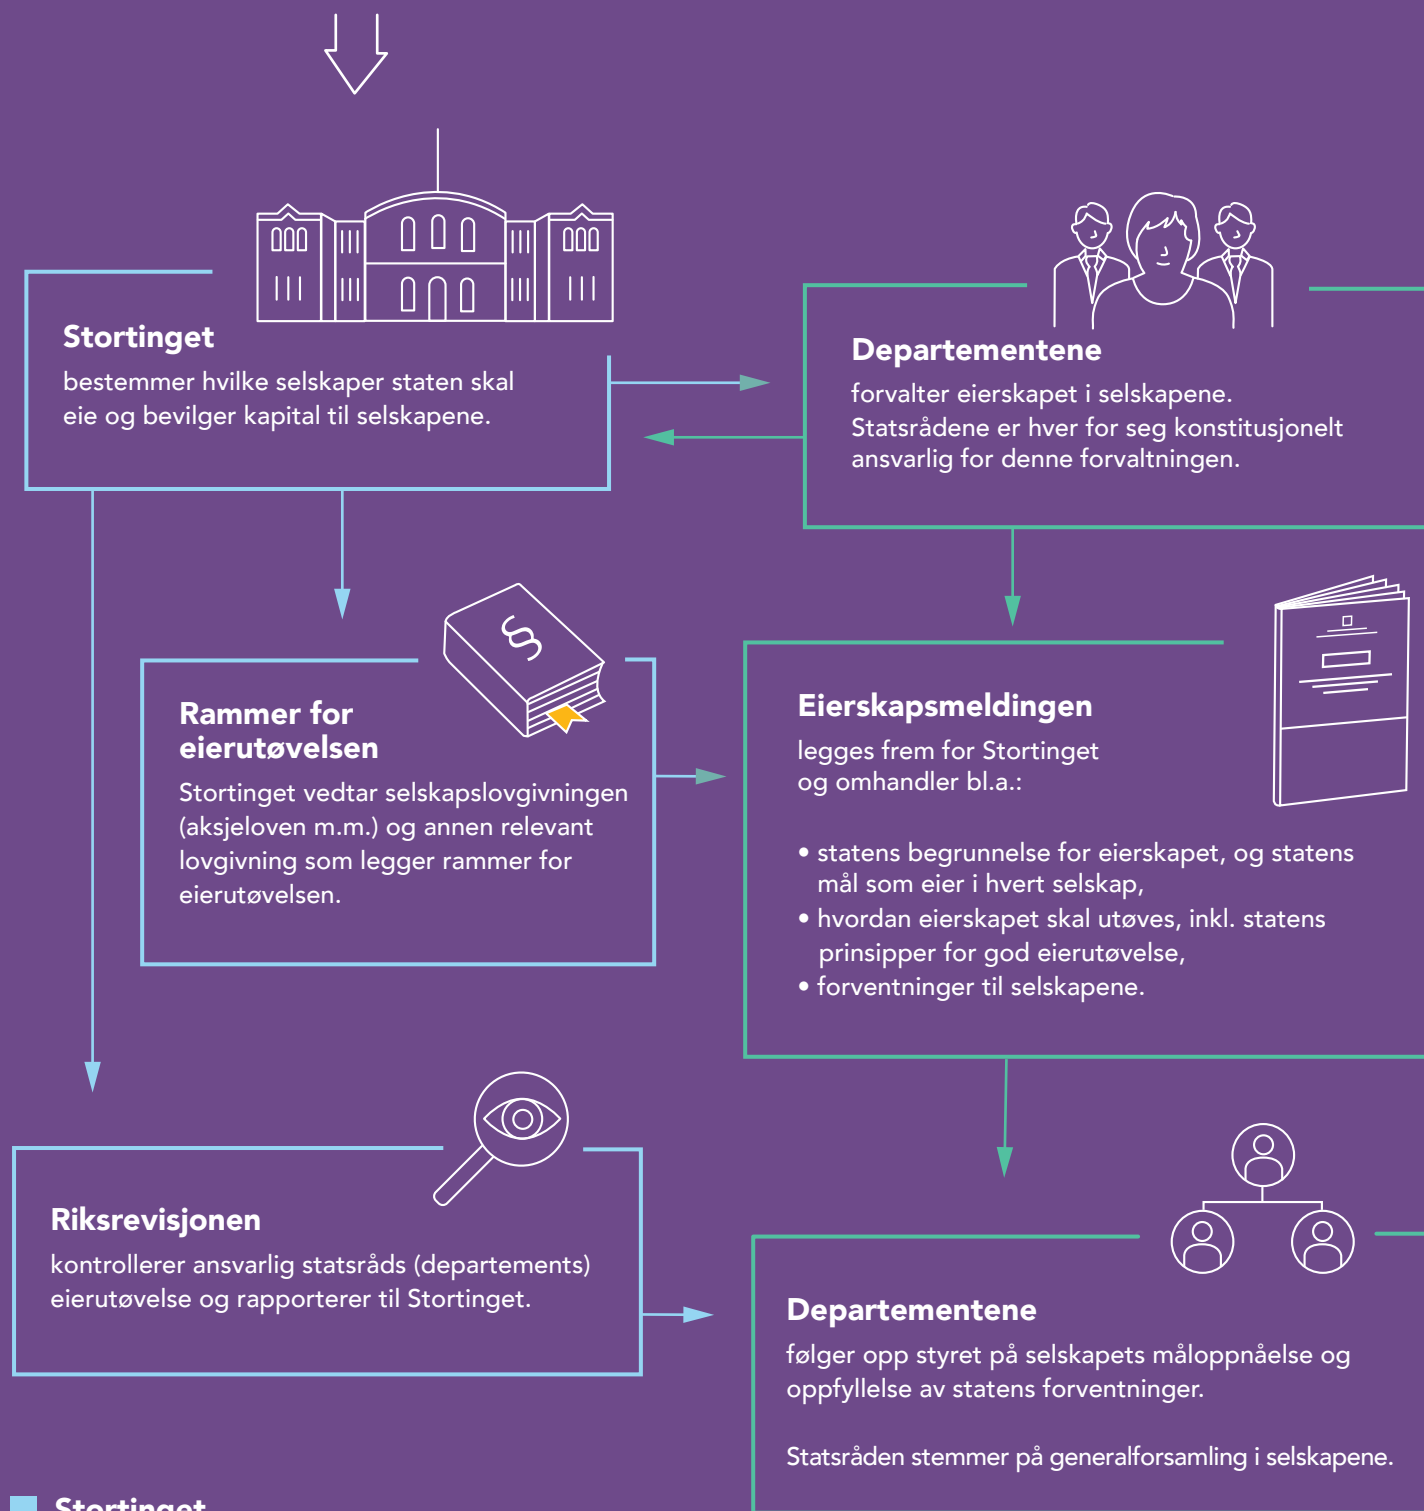 Stortinget
bestemmer hvilke selskaper staten skal
eie og bevilger kapital til selskapene.
Departementene
forvalter eierskapet i selskapene.
Statsrådene er hver for seg konstitusjonelt
ansvarlig for denne forvaltningen.
§
Rammer for
eierutøvelsen
Stortinget vedtar selskapslovgivningen
(aksjeloven m.m.) og annen relevant
lovgivning som legger rammer for
eierutøvelsen.
Eierskapsmeldingen
legges frem for Stortinget
og omhandler bl.a.:
• statens begrunnelse for eierskapet, og statens
mål som eier i hvert selskap,
• hvordan eierskapet skal utøves, inkl. statens
prinsipper for god eierutøvelse,
• forventninger til selskapene.
Riksrevisjonen
kontrollerer ansvarlig statsråds (departements)
eierutøvelse og rapporterer til Stortinget.
Departementene
følger opp styret på selskapets måloppnåelse og
oppfyllelse av statens forventninger.
Statsråden stemmer på generalforsamling i selskapene.
Stortinget